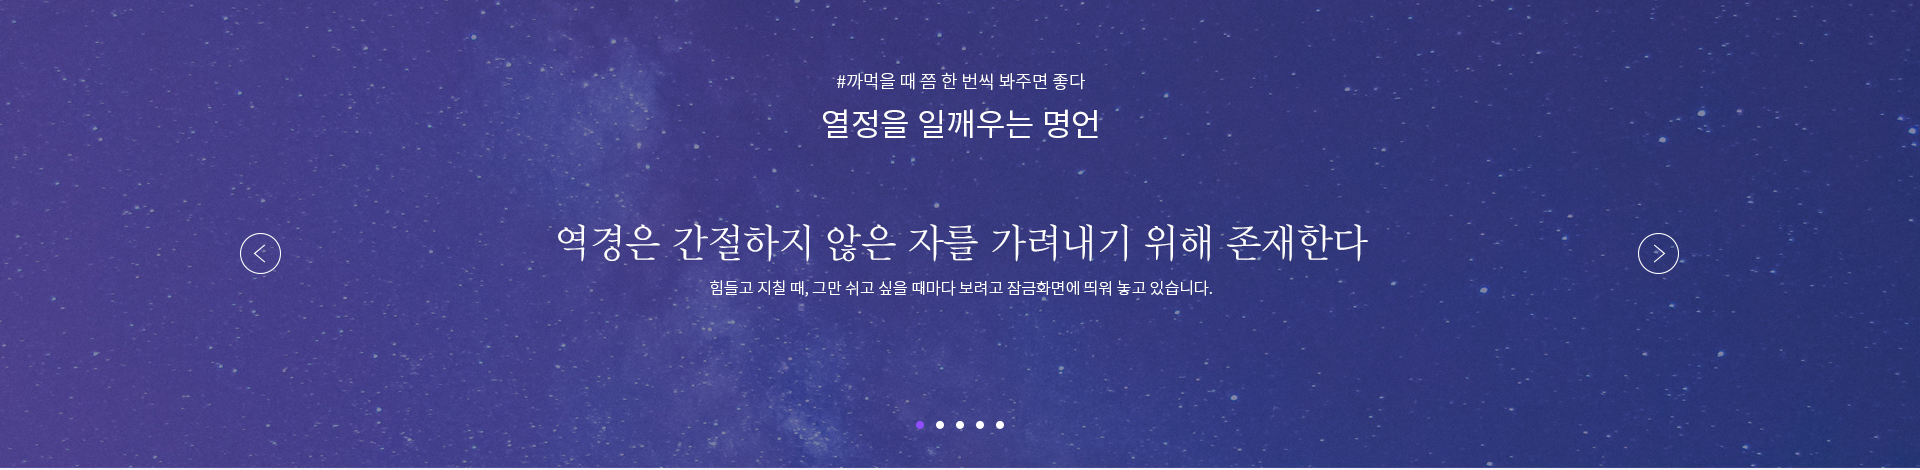 #까먹을 때 쯤 한 번씩 봐주면 좋다
열정을 일깨우는 명언
역경은 간절하지 않은 자를 가려내기 위해 존재한다
힘들고 지칠 때, 그만 쉬고 싶을 때마다 보려고 잠금화면에 띄워 놓고 있습니다.